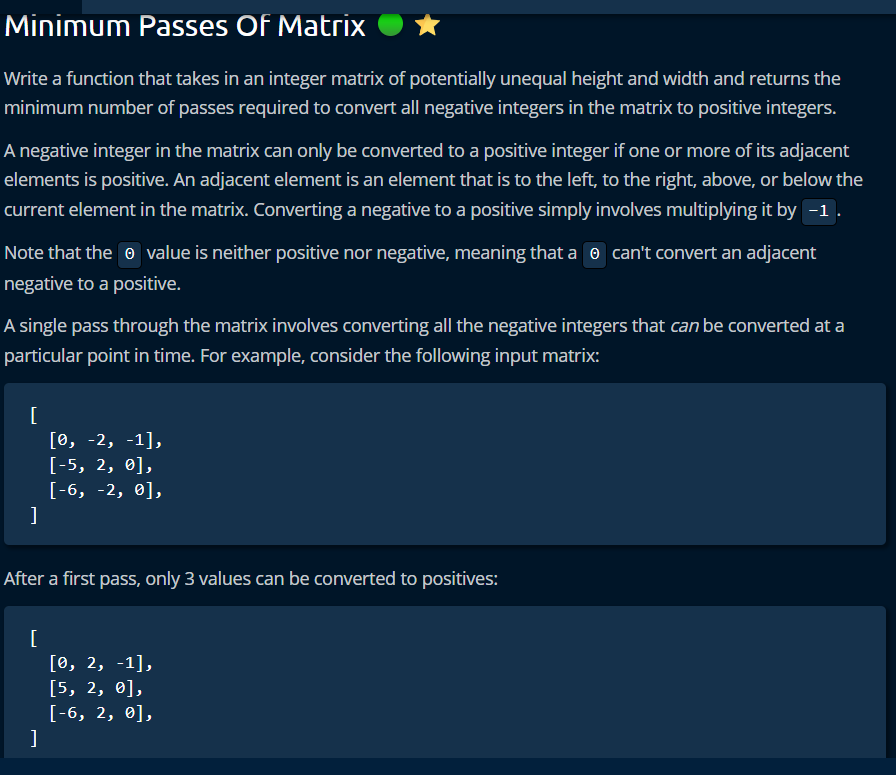 Minimum Passes Of Matrix
Write a function that takes in an integer matrix of potentially unequal height and width and returns the
minimum number of passes required to convert all negative integers in the matrix to positive integers.
A negative integer in the matrix can only be converted to a positive integer if one or more of its adjacent
elements is positive. An adjacent element is an element that is to the left, to the right, above, or below the
current element in the matrix. Converting a negative to a positive simply involves multiplying it by -1.
Note that the 0 value is neither positive nor negative, meaning that a 0 can't convert an adjacent
negative to a positive.
A single pass through the matrix involves converting all the negative integers that can be converted at a
particular point in time. For example, consider the following input matrix:
[
[0, -2, -1],
[-5, 2, 0],
[-6, -2, 0],
]
After a first pass, only 3 values can be converted to positives:
[
[0, 2, -1],
[5, 2, 0],
[-6, 2, 0],
]